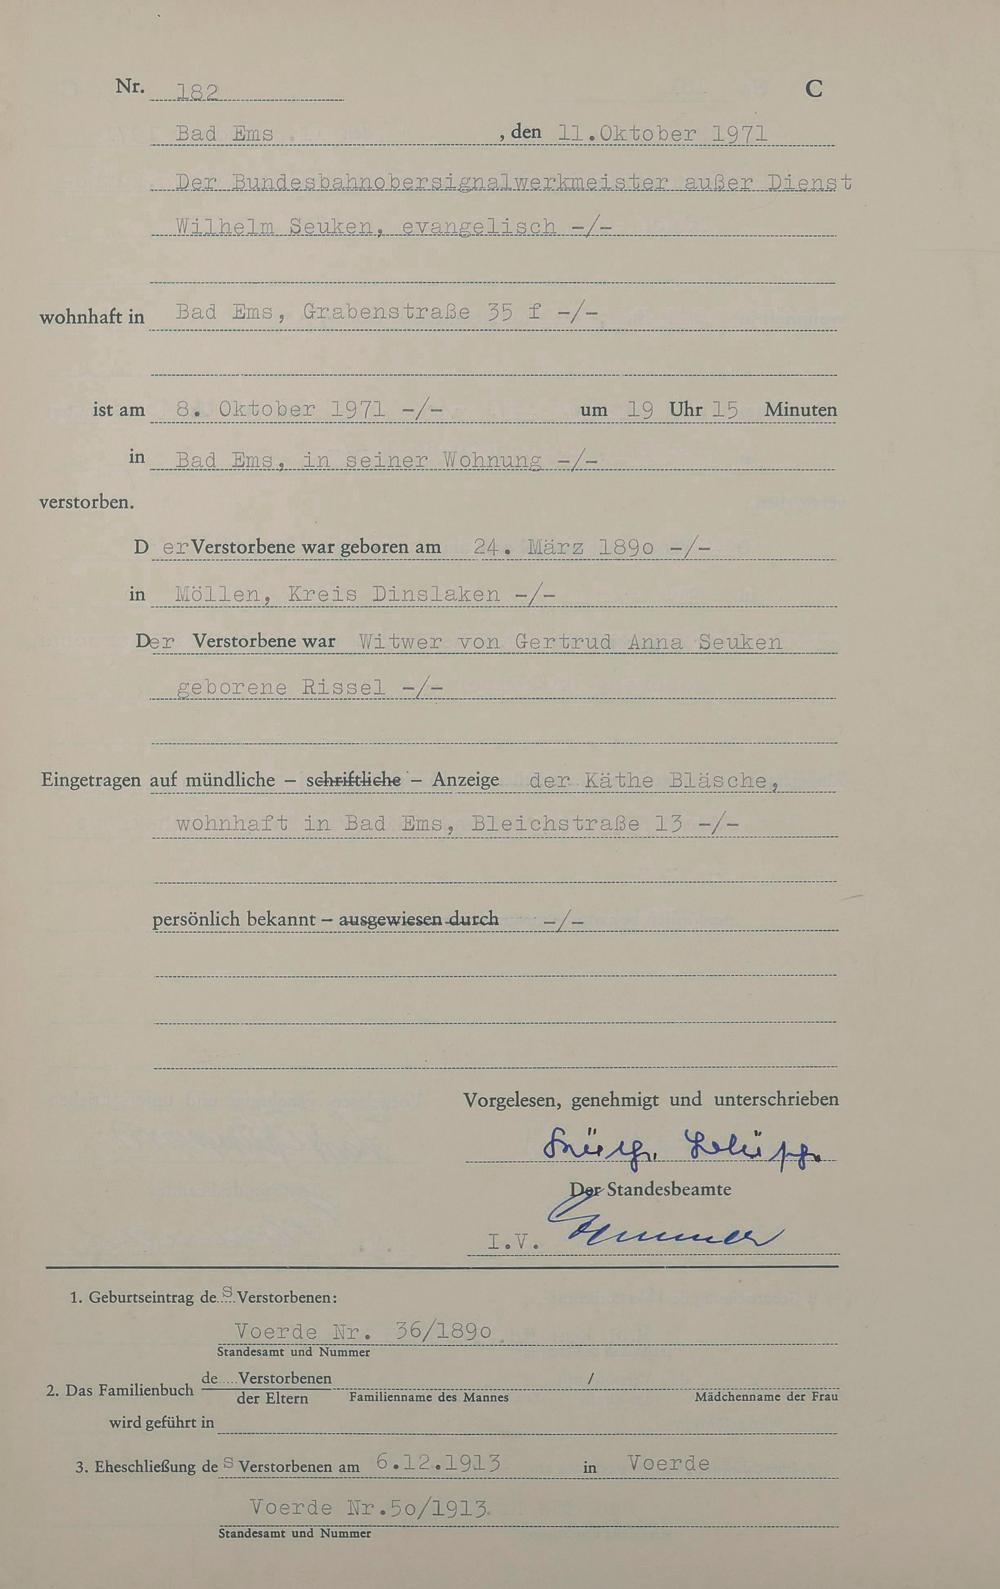 Nr. 182 C
Bad Ems , den 11.Oktober 1971
Der Bundesbahnobersignalwerkmeister außer Dienst
Wilhelm Seuken, evangelisch -/-
wohnhaft in Bad Ems, Grabenstraße 35 f -/-
ist am 8. Oktober 1971 -/- um 19 Uhr 15 Minuten
in Bad Ems, in seiner Wohnung -/-
verstorben.
D er Verstorbene war geboren am 24. März 189o -/-
in Möllen, Kreis Dinslaken -/-
Der Verstorbene war Witwer von Gertrud Anna Seuken
geborene Rissel -/-
Eingetragen auf mündliche – schriftliche – Anzeige der Käthe Bläsche,
wohnhaft in Bad Ems, Bleichstraße 13 -/-
persönlich bekannt – ausgewiesen durch -/-
Vorgelesen, genehmigt und unterschrieben
Der Standesbeamte
I.V.
1. Geburtseintrag des Verstorbenen:
Voerde Nr. 36/189o
Standesamt und Nummer
2. Das Familienbuch de..... Verstorbenen /
der Eltern Familienname des Mannes Mädchenname der Frau
wird geführt in
3. Eheschließung des Verstorbenen am 6.12.1913 in Voerde
Voerde Nr.5o/1913.
Standesamt und Nummer